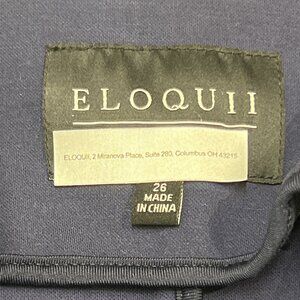 ELOQUII
ELOQUII, 2 Miranova Place, Suite 280, Columbus OH 43215
26
MADE
IN CHINA